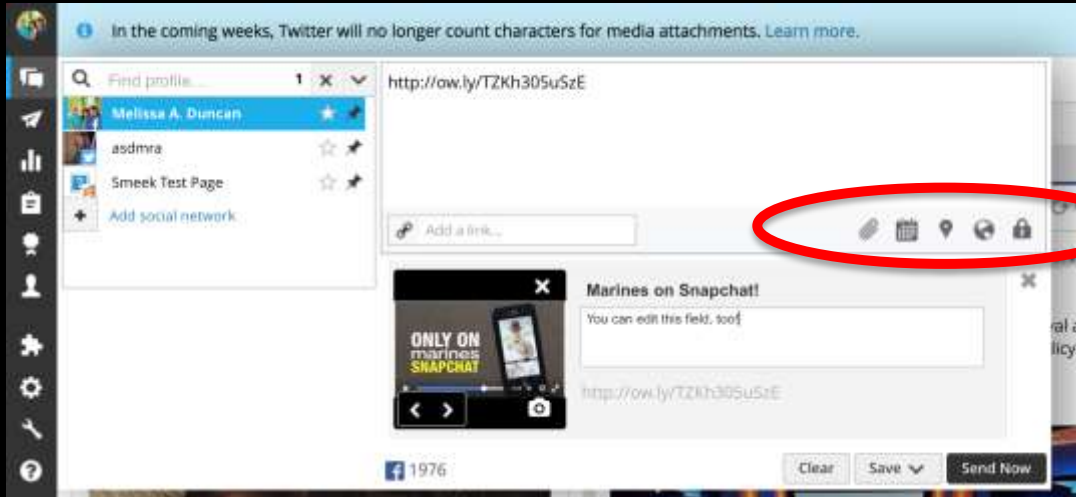 In the coming weeks, Twitter will no longer count characters for media attachments. Learn more.
Find profile... 1
Melissa A. Duncan
asdmra
Smeek Test Page
Add social network
http://ow.ly/TZKh305uSzE
Add a link...
ONLY ON
marines
SNAPCHAT
Marines on Snapchat!
You can edit this field, too!
http://ow.ly/TZKh305uSzE
1976
Clear
Save
Send Now